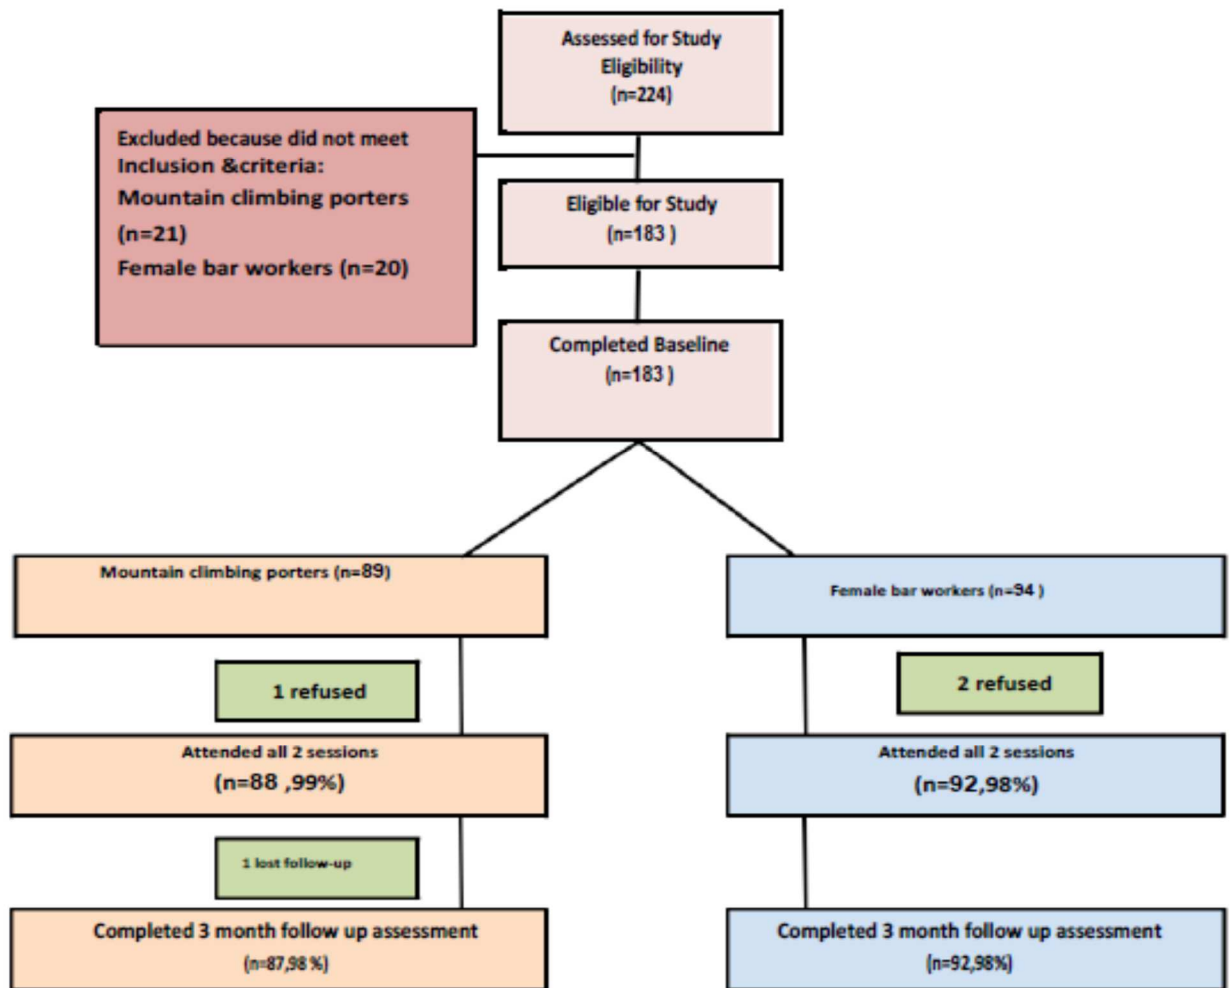 Assessed for Study
Eligibility
(n=224)
Excluded because did not meet
Inclusion &criteria:
Mountain climbing porters
(n=21)
Female bar workers (n=20)
Eligible for Study
(n=183 )
Completed Baseline
(n=183 )
Mountain climbing porters (n=89)
Female bar workers (n=94 )
1 refused
2 refused
Attended all 2 sessions
(n=88 ,99%)
Attended all 2 sessions
(n=92,98%)
1 lost follow-up
Completed 3 month follow up assessment
(n=87,98 %)
Completed 3 month follow up assessment
(n=92,98%)